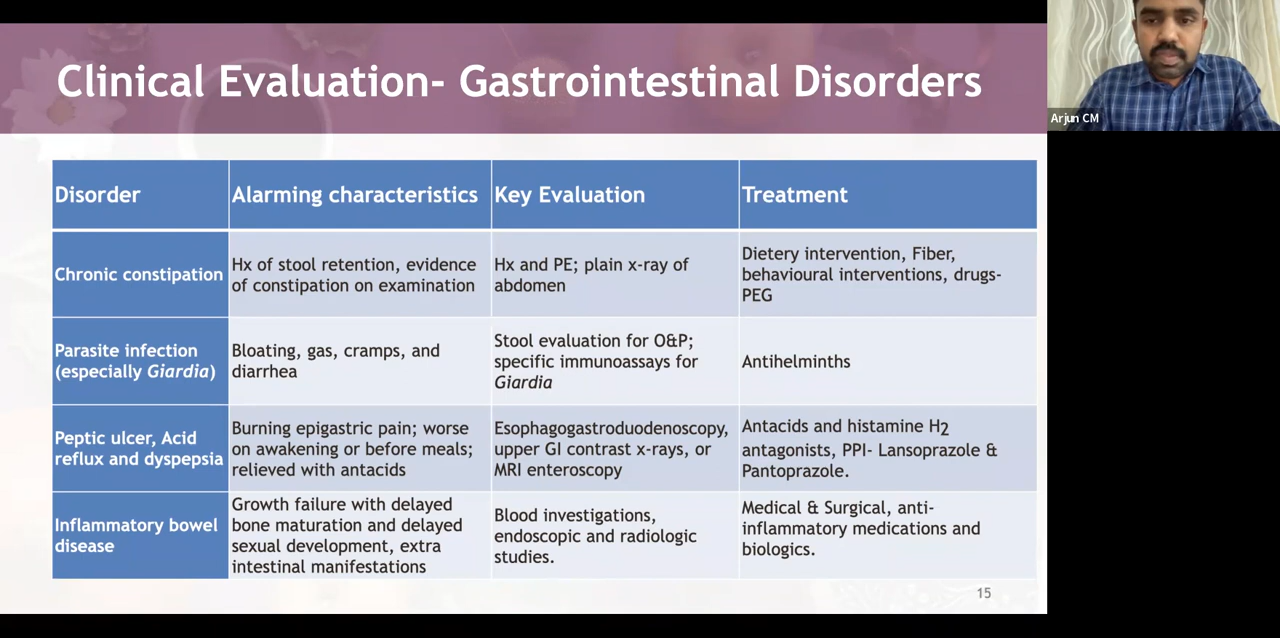 Clinical Evaluation- Gastrointestinal Disorders
Arjun CM
Disorder
Alarming characteristics
Key Evaluation
Treatment
Chronic constipation
Hx of stool retention, evidence
of constipation on examination
Hx and PE; plain x-ray of
abdomen
Dietery intervention, Fiber,
behavioural interventions, drugs-
PEG
Parasite infection
(especially Giardia)
Bloating, gas, cramps, and
diarrhea
Stool evaluation for O&P;
specific immunoassays for
Giardia
Antihelminths
Peptic ulcer, Acid
reflux and dyspepsia
Burning epigastric pain; worse
on awakening or before meals;
relieved with antacids
Esophagogastroduodenoscopy,
upper GI contrast x-rays, or
MRI enteroscopy
Antacids and histamine H2
antagonists, PPI- Lansoprazole &
Pantoprazole.
Inflammatory bowel
disease
Growth failure with delayed
bone maturation and delayed
sexual development, extra
intestinal manifestations
Blood investigations,
endoscopic and radiologic
studies.
Medical & Surgical, anti-
inflammatory medications and
biologics.
15